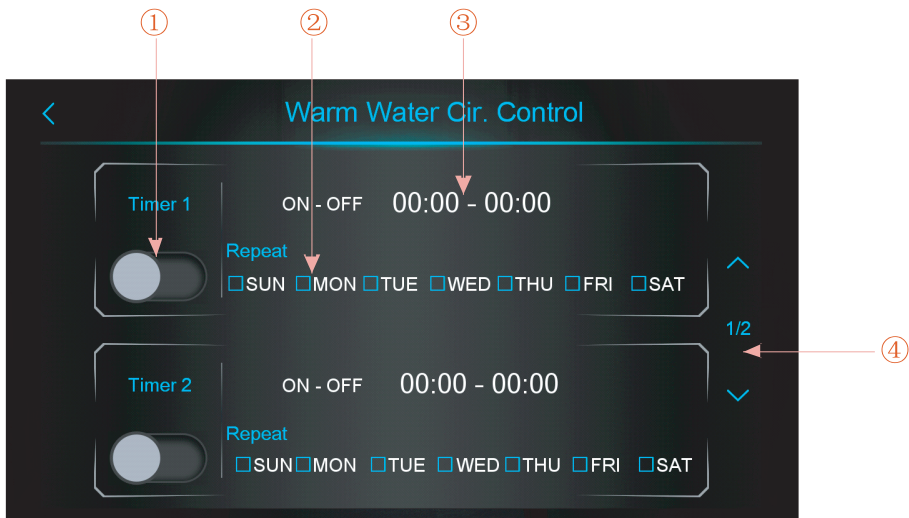 ① ② ③
Warm Water Cir. Control
Timer 1 ON - OFF 00:00 - 00:00
Repeat
□SUN □MON □TUE □WED □THU □FRI □SAT
1/2
④
Timer 2 ON - OFF 00:00 - 00:00
Repeat
□SUN □MON □TUE □WED □THU □FRI □SAT